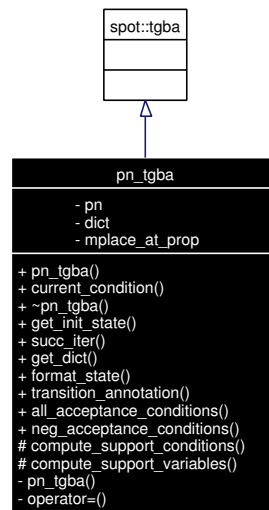 spot::tgba
pn_tgba
- pn
- dict
- mplace_at_prop
+ pn_tgba()
+ current_condition()
+ ~pn_tgba()
+ get_init_state()
+ succ_iter()
+ get_dict()
+ format_state()
+ transition_annotation()
+ all_acceptance_conditions()
+ neg_acceptance_conditions()
# compute_support_conditions()
# compute_support_variables()
- pn_tgba()
- operator=()